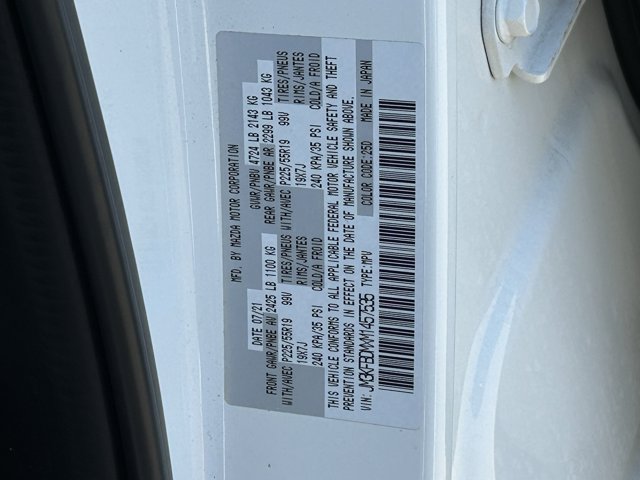 MFD. BY MAZDA MOTOR CORPORATION
DATE 07/21 GVWR/PNBV 4724 LB 2143 KG
FRONT GAWR/PNBE AV 2425 LB 1100 KG REAR GAWR/PNBE AR 2299 LB 1043 KG
WITH/AVEC P225/55R19 99V TIRES/PNEUS WITH/AVEC P225/55R19 99V TIRES/PNEUS
19X7J RIMS/JANTES 19X7J RIMS/JANTES
240 KPA/35 PSI COLD/A FROID 240 KPA/35 PSI COLD/A FROID
THIS VEHICLE CONFORMS TO ALL APPLICABLE FEDERAL MOTOR VEHICLE SAFETY AND THEFT
PREVENTION STANDARDS IN EFFECT ON THE DATE OF MANUFACTURE SHOWN ABOVE.
VIN: TYPE:MPV COLOR CODE:25D MADE IN JAPAN